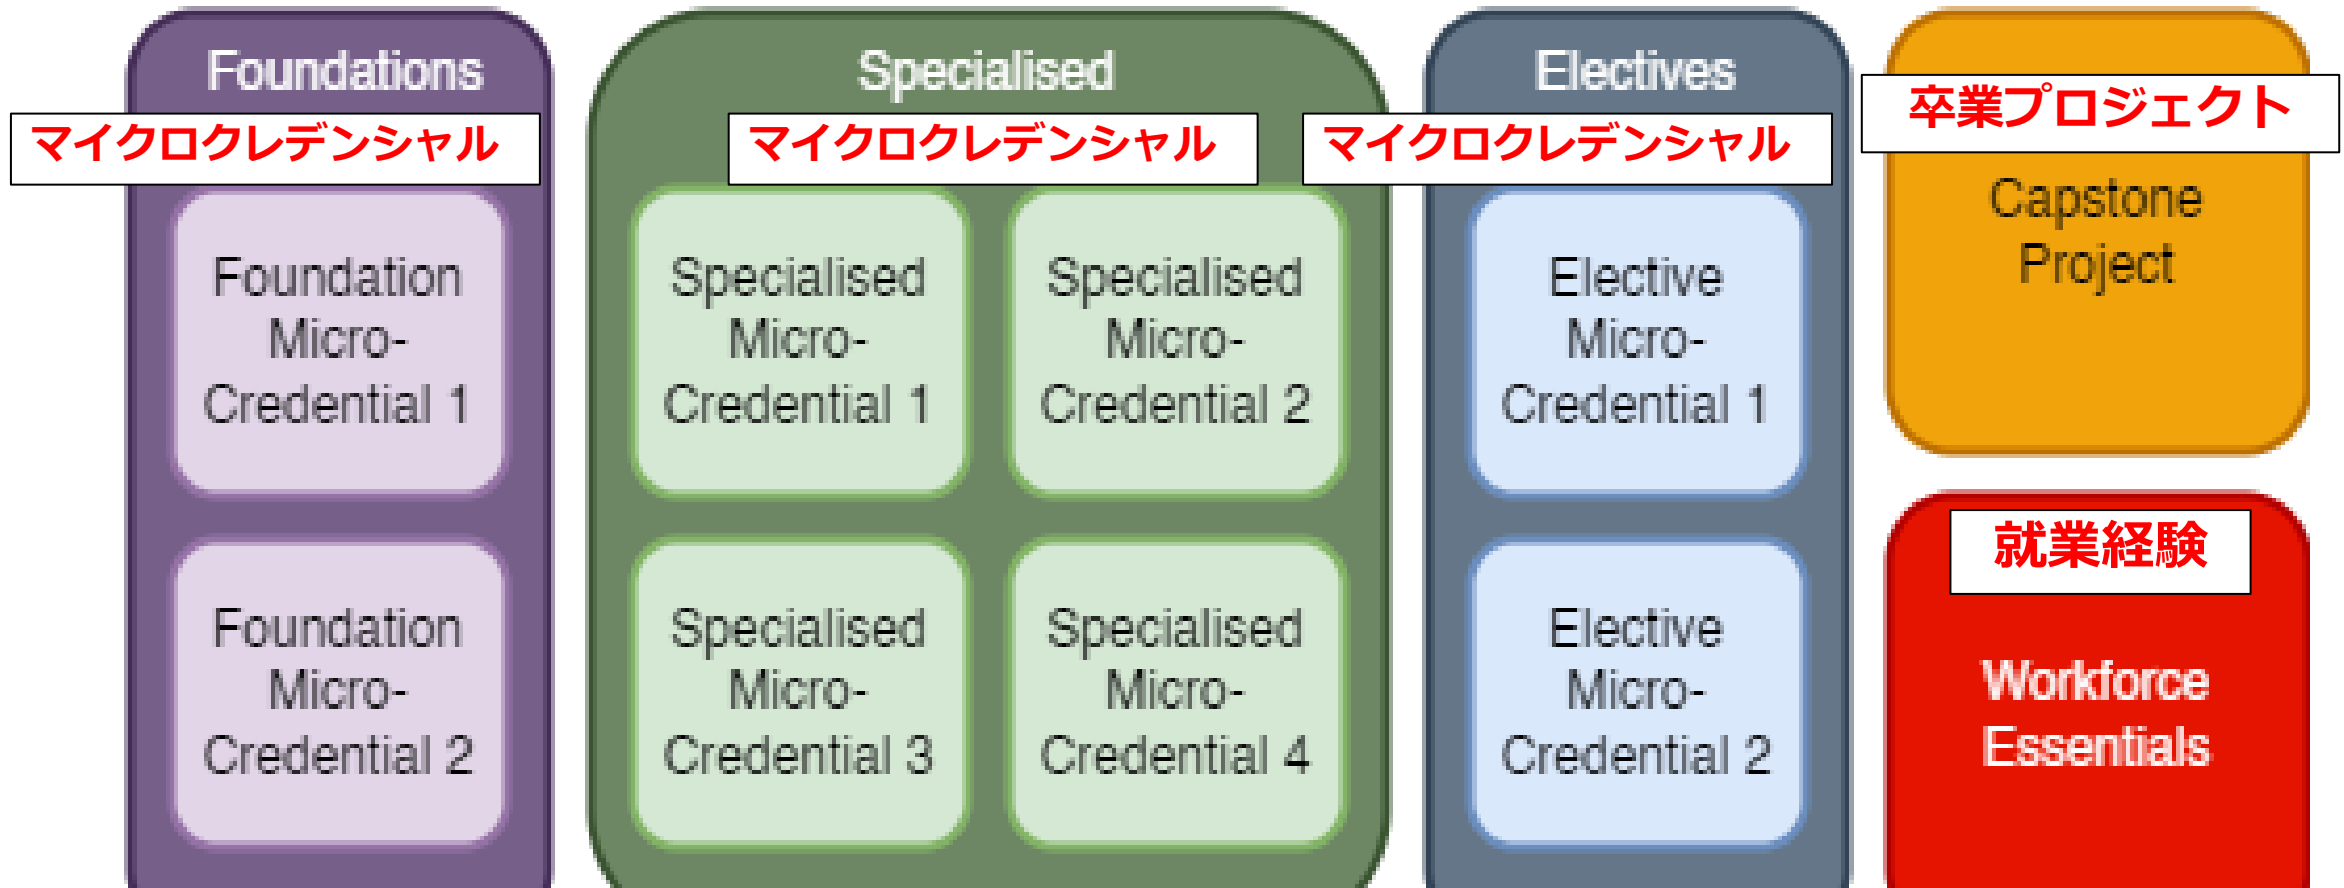 Foundations
マイクロクレデンシャル
Foundation
Micro-
Credential 1
Foundation
Micro-
Credential 2
Specialised
マイクロクレデンシャル
Specialised
Micro-
Credential 1
Specialised
Micro-
Credential 2
Specialised
Micro-
Credential 3
Specialised
Micro-
Credential 4
Electives
マイクロクレデンシャル
Elective
Micro-
Credential 1
Elective
Micro-
Credential 2
卒業プロジェクト
Capstone
Project
就業経験
Workforce
Essentials